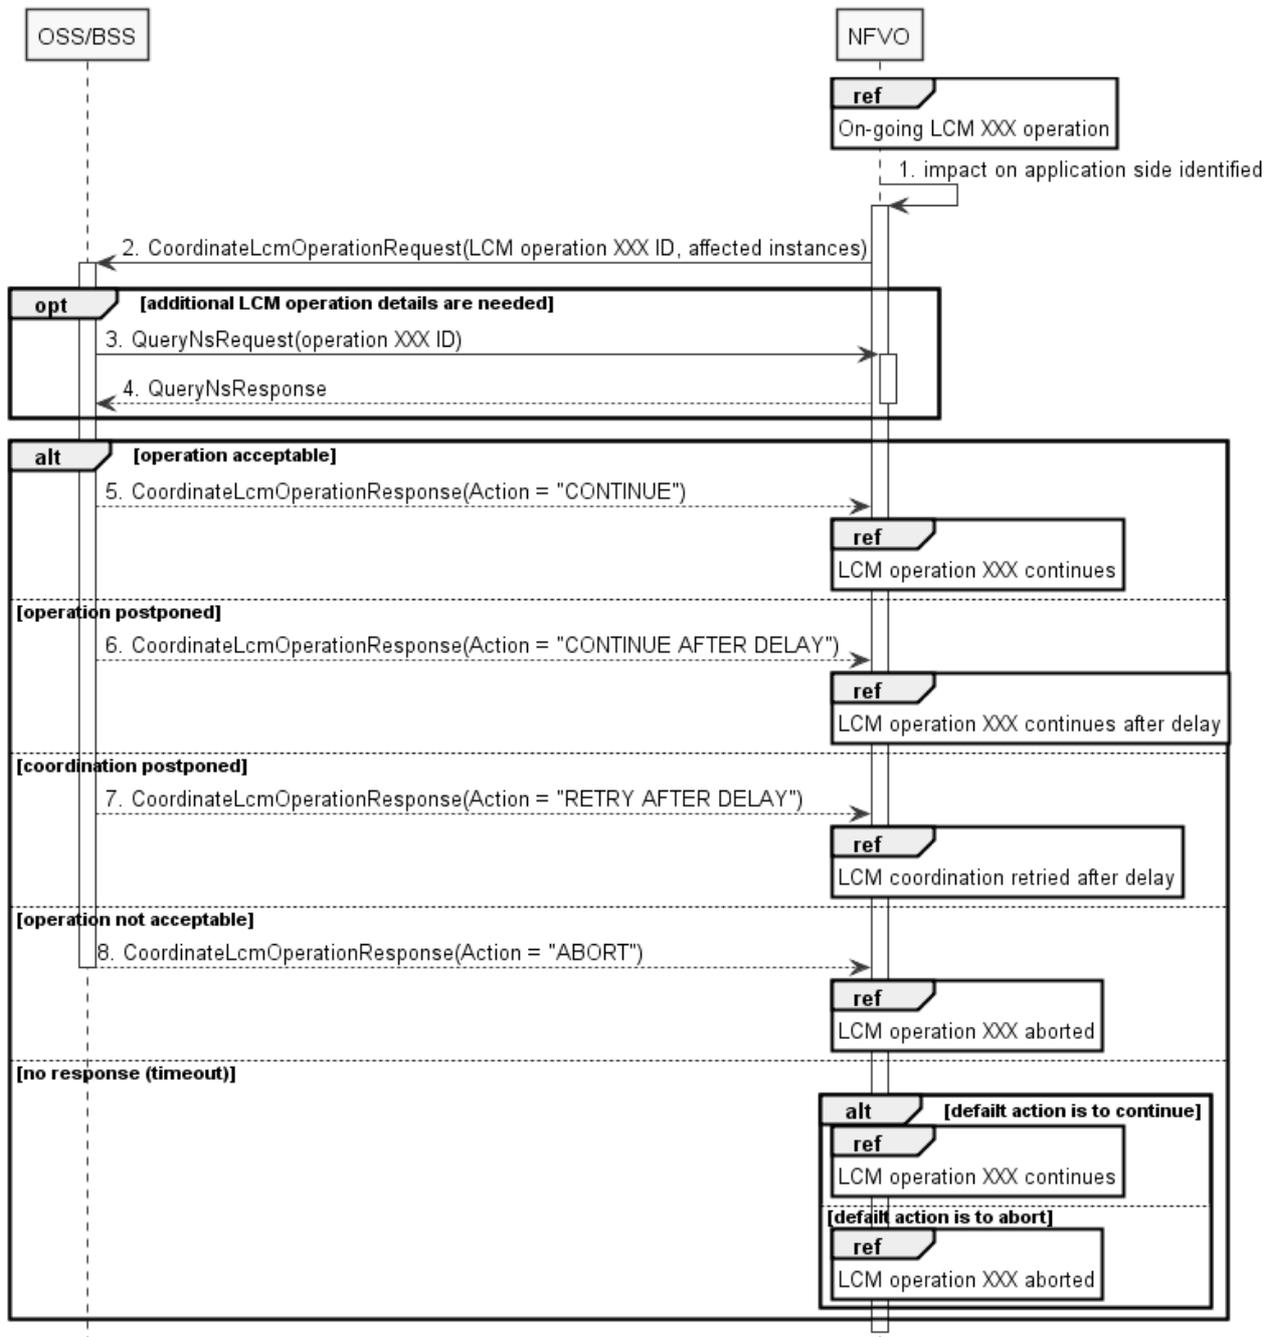 OSS/BSS
NFVO
ref
On-going LCM XXX operation
1. impact on application side identified
2. CoordinateLcmOperationRequest(LCM operation XXX ID, affected instances)
opt [additional LCM operation details are needed]
3. QueryNsRequest(operation XXX ID)
4. QueryNsResponse
alt [operation acceptable]
5. CoordinateLcmOperationResponse(Action = "CONTINUE")
ref
LCM operation XXX continues
[operation postponed]
6. CoordinateLcmOperationResponse(Action = "CONTINUE AFTER DELAY")
ref
LCM operation XXX continues after delay
[coordination postponed]
7. CoordinateLcmOperationResponse(Action = "RETRY AFTER DELAY")
ref
LCM coordination retried after delay
[operation not acceptable]
8. CoordinateLcmOperationResponse(Action = "ABORT")
ref
LCM operation XXX aborted
[no response (timeout)]
alt [defailt action is to continue]
ref
LCM operation XXX continues
[defailt action is to abort]
ref
LCM operation XXX aborted